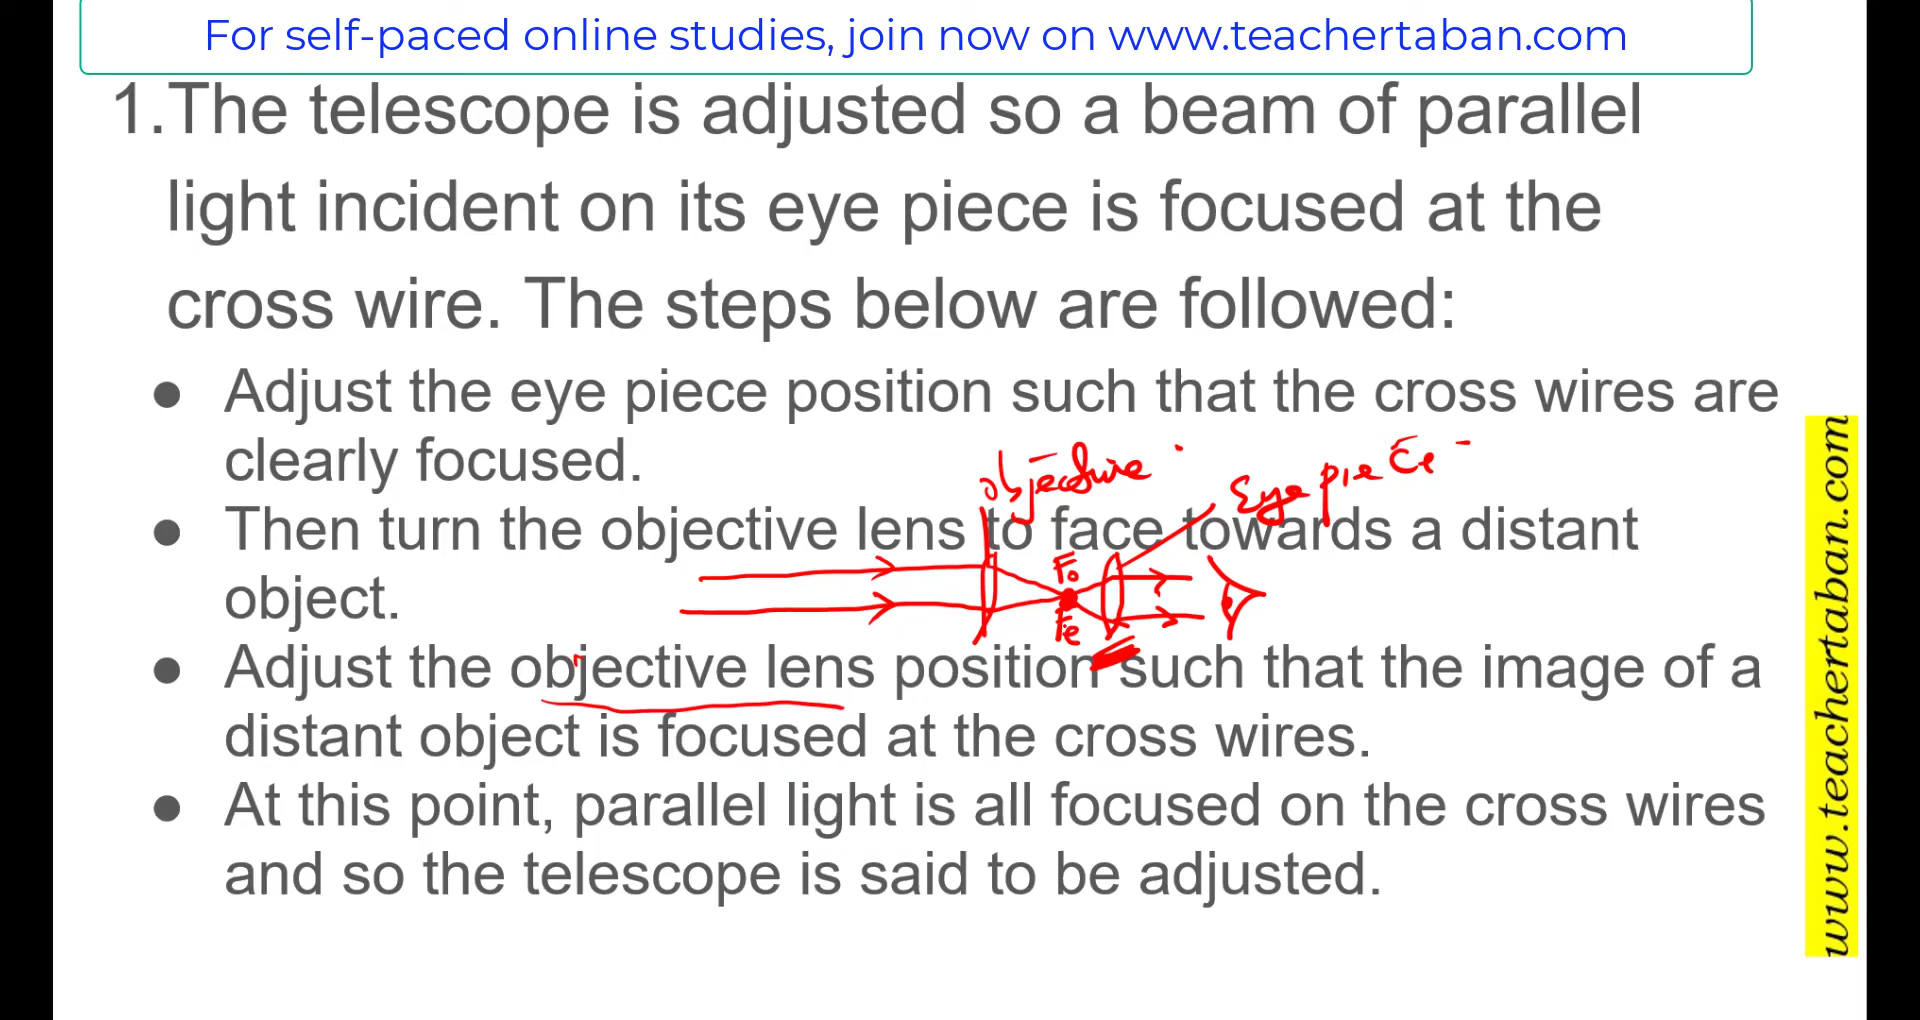 For self-paced online studies, join now on www.teachertaban.com
1.The telescope is adjusted so a beam of parallel
light incident on its eye piece is focused at the
cross wire. The steps below are followed:
● Adjust the eye piece position such that the cross wires are
clearly focused.
objective
Eye piece
● Then turn the objective lens to face towards a distant
object.
Fo
Fe
● Adjust the objective lens position such that the image of a
distant object is focused at the cross wires.
● At this point, parallel light is all focused on the cross wires
and so the telescope is said to be adjusted.
www.teachertaban.com